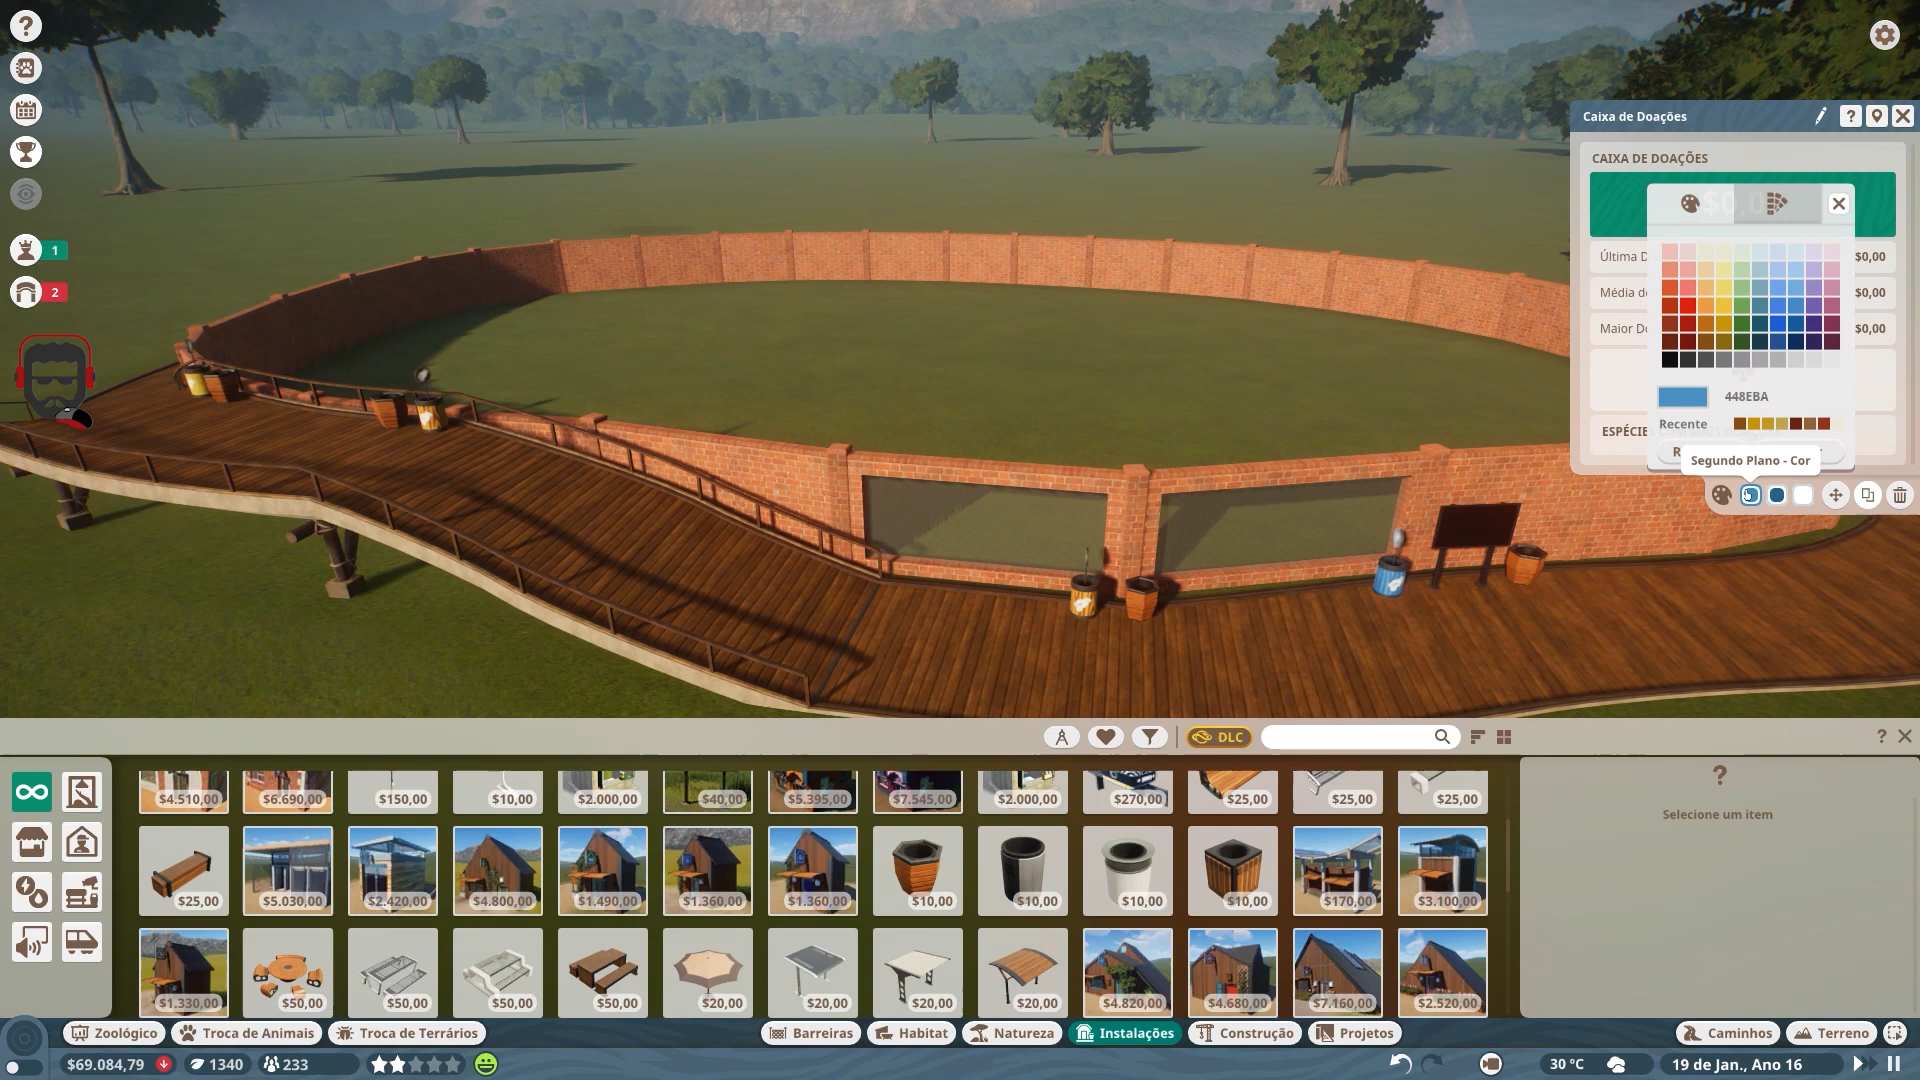 ?
1
2
Caixa de Doações
?
CAIXA DE DOAÇÕES
$0,0
Última D
$0,00
Média de
$0,00
Maior Do
$0,00
448EBA
Recente
ESPÉCIE
R
Segundo Plano - Cor
DLC
?
$4.510,00
$6.690,00
$150,00
$10,00
$2.000,00
$40,00
$5.395,00
$7.545,00
$2.000,00
$270,00
$25,00
$25,00
$25,00
?
Selecione um item
$25,00
$5.030,00
$2.420,00
$4.800,00
$1.490,00
$1.360,00
$1.360,00
$10,00
$10,00
$10,00
$10,00
$170,00
$3.100,00
$1.330,00
$50,00
$50,00
$50,00
$50,00
$20,00
$20,00
$20,00
$20,00
$4.820,00
$4.680,00
$7.160,00
$2.520,00
Zoológico
Troca de Animais
Troca de Terrários
Barreiras
Habitat
Natureza
Instalações
Construção
Projetos
Caminhos
Terreno
$69.084,79
1340
233
30 °C
19 de Jan., Ano 16